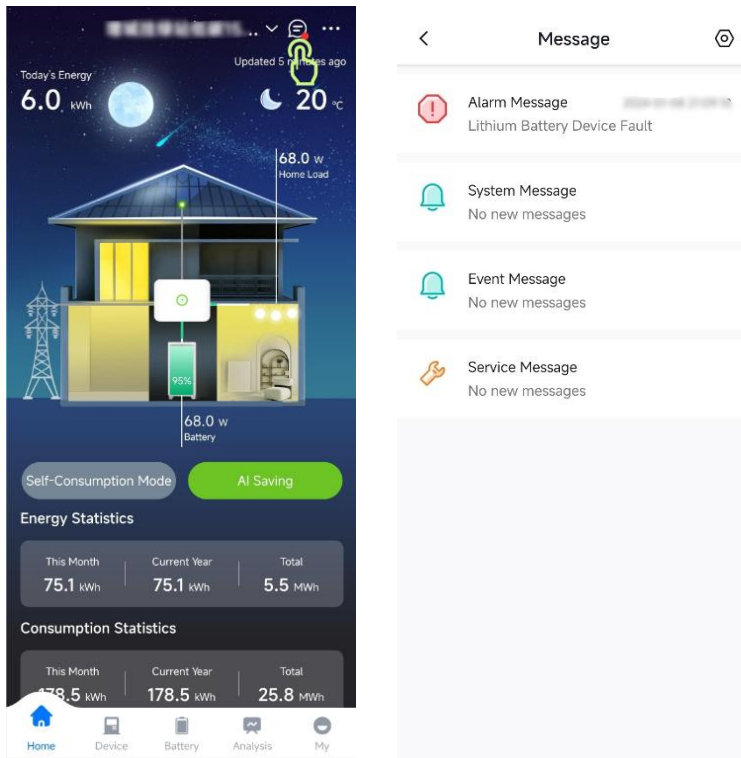 Updated 5 minutes ago
Today's Energy
6.0 kWh
20 °C
68.0 w
Home Load
95%
68.0 w
Battery
Self-Consumption Mode
AI Saving
Energy Statistics
This Month Current Year Total
75.1 kWh 75.1 kWh 5.5 MWh
Consumption Statistics
This Month Current Year Total
178.5 kWh 178.5 kWh 25.8 MWh
Home Device Battery Analysis My
Message
Alarm Message
Lithium Battery Device Fault
System Message
No new messages
Event Message
No new messages
Service Message
No new messages